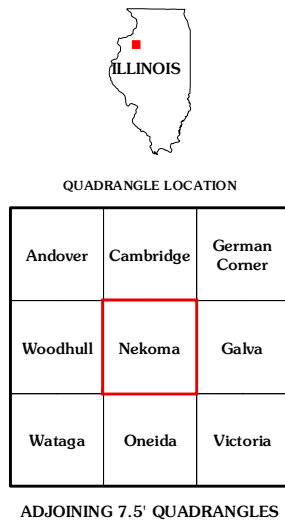 ILLINOIS
QUADRANGLE LOCATION
Andover
Cambridge
German
Corner
Woodhull
Nekoma
Galva
Wataga
Oneida
Victoria
ADJOINING 7.5' QUADRANGLES